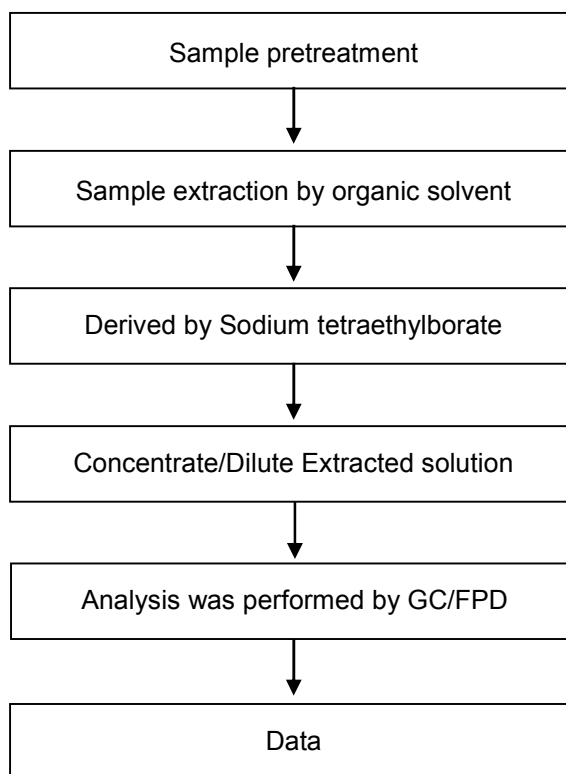 Sample pretreatment
Sample extraction by organic solvent
Derived by Sodium tetraethylborate
Concentrate/Dilute Extracted solution
Analysis was performed by GC/FPD
Data